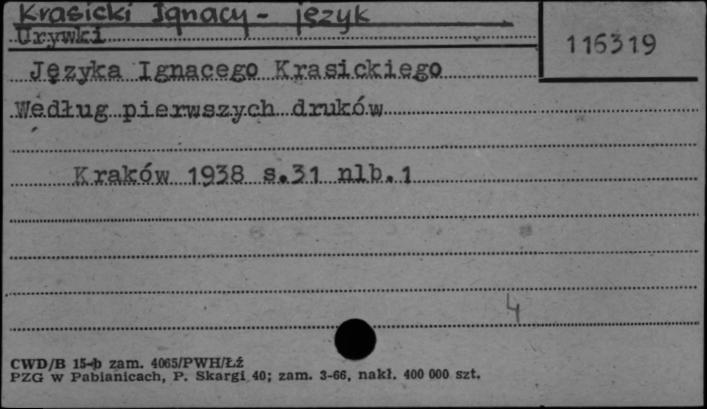 Krasicki Ignacy - język
116319
Urywki
Języka Ignacego Krasickiego
Według pierwszych druków
Kraków 1938 s.31 nlb.1
4
CWD/B 15-b zam. 4065/PWH/Łź
PZG w Pabianicach, P. Skargi 40; zam. 3-66, nakł. 400 000 szt.